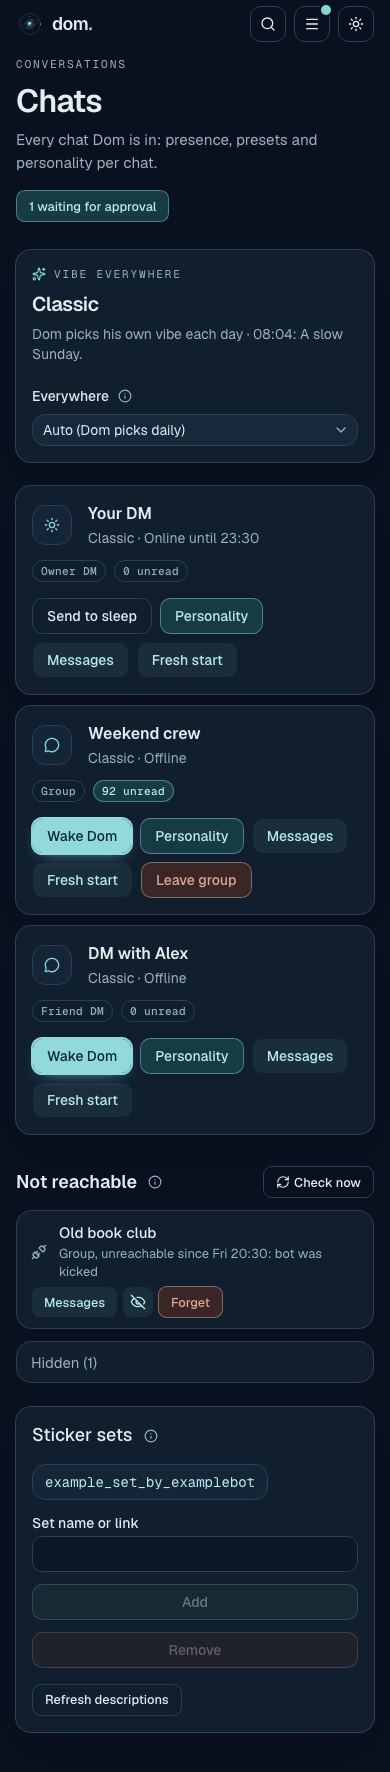 dom.
CONVERSATIONS
Chats
Every chat Dom is in: presence, presets and
personality per chat.
1 waiting for approval
VIBE EVERYWHERE
Classic
Dom picks his own vibe each day · 08:04: A slow
Sunday.
Everywhere
Auto (Dom picks daily)
Your DM
Classic · Online until 23:30
Owner DM 0 unread
Send to sleep Personality
Messages Fresh start
Weekend crew
Classic · Offline
Group 92 unread
Wake Dom Personality Messages
Fresh start Leave group
DM with Alex
Classic · Offline
Friend DM 0 unread
Wake Dom Personality Messages
Fresh start
Not reachable Check now
Old book club
Group, unreachable since Fri 20:30: bot was
kicked
Messages Forget
Hidden (1)
Sticker sets
example_set_by_examplebot
Set name or link
Add
Remove
Refresh descriptions